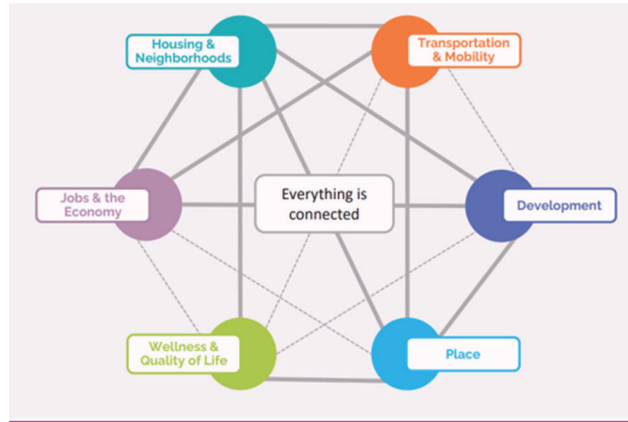 Housing &
Neighborhoods
Transportation
& Mobility
Jobs & the
Economy
Everything is
connected
Development
Wellness &
Quality of Life
Place